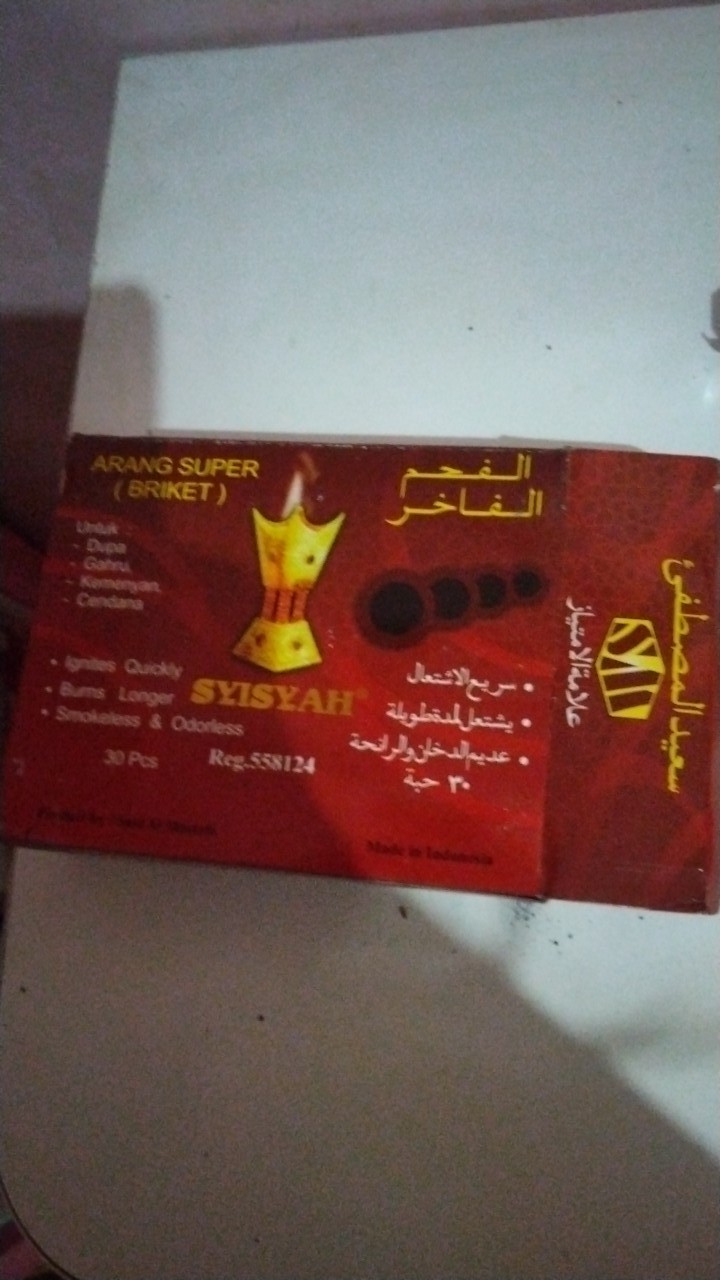 ARANG SUPER
( BRIKET )
Untuk :
- Dupa
- Gahru,
- Kemenyan,
- Cendana
• Ignites Quickly
• Burns Longer
• Smokeless & Odorless
30 Pcs
SYISYAH®
Reg.558124
الفحم
الفاخر
• سريع الاشتعال
• يشتعل لمدة طويلة
• عديم الدخان والرائحة
٣٠ حبة
Made in Indonesia
علامة الامتياز
سعيد المصطفى